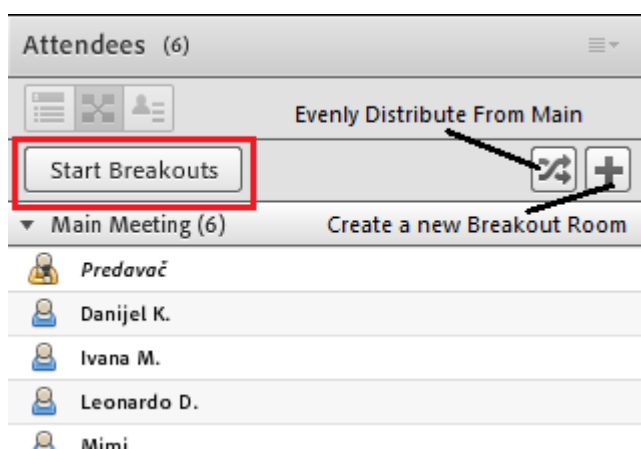 Attendees (6)
Evenly Distribute From Main
Start Breakouts
Main Meeting (6)
Create a new Breakout Room
Predavač
Danijel K.
Ivana M.
Leonardo D.
Mimi